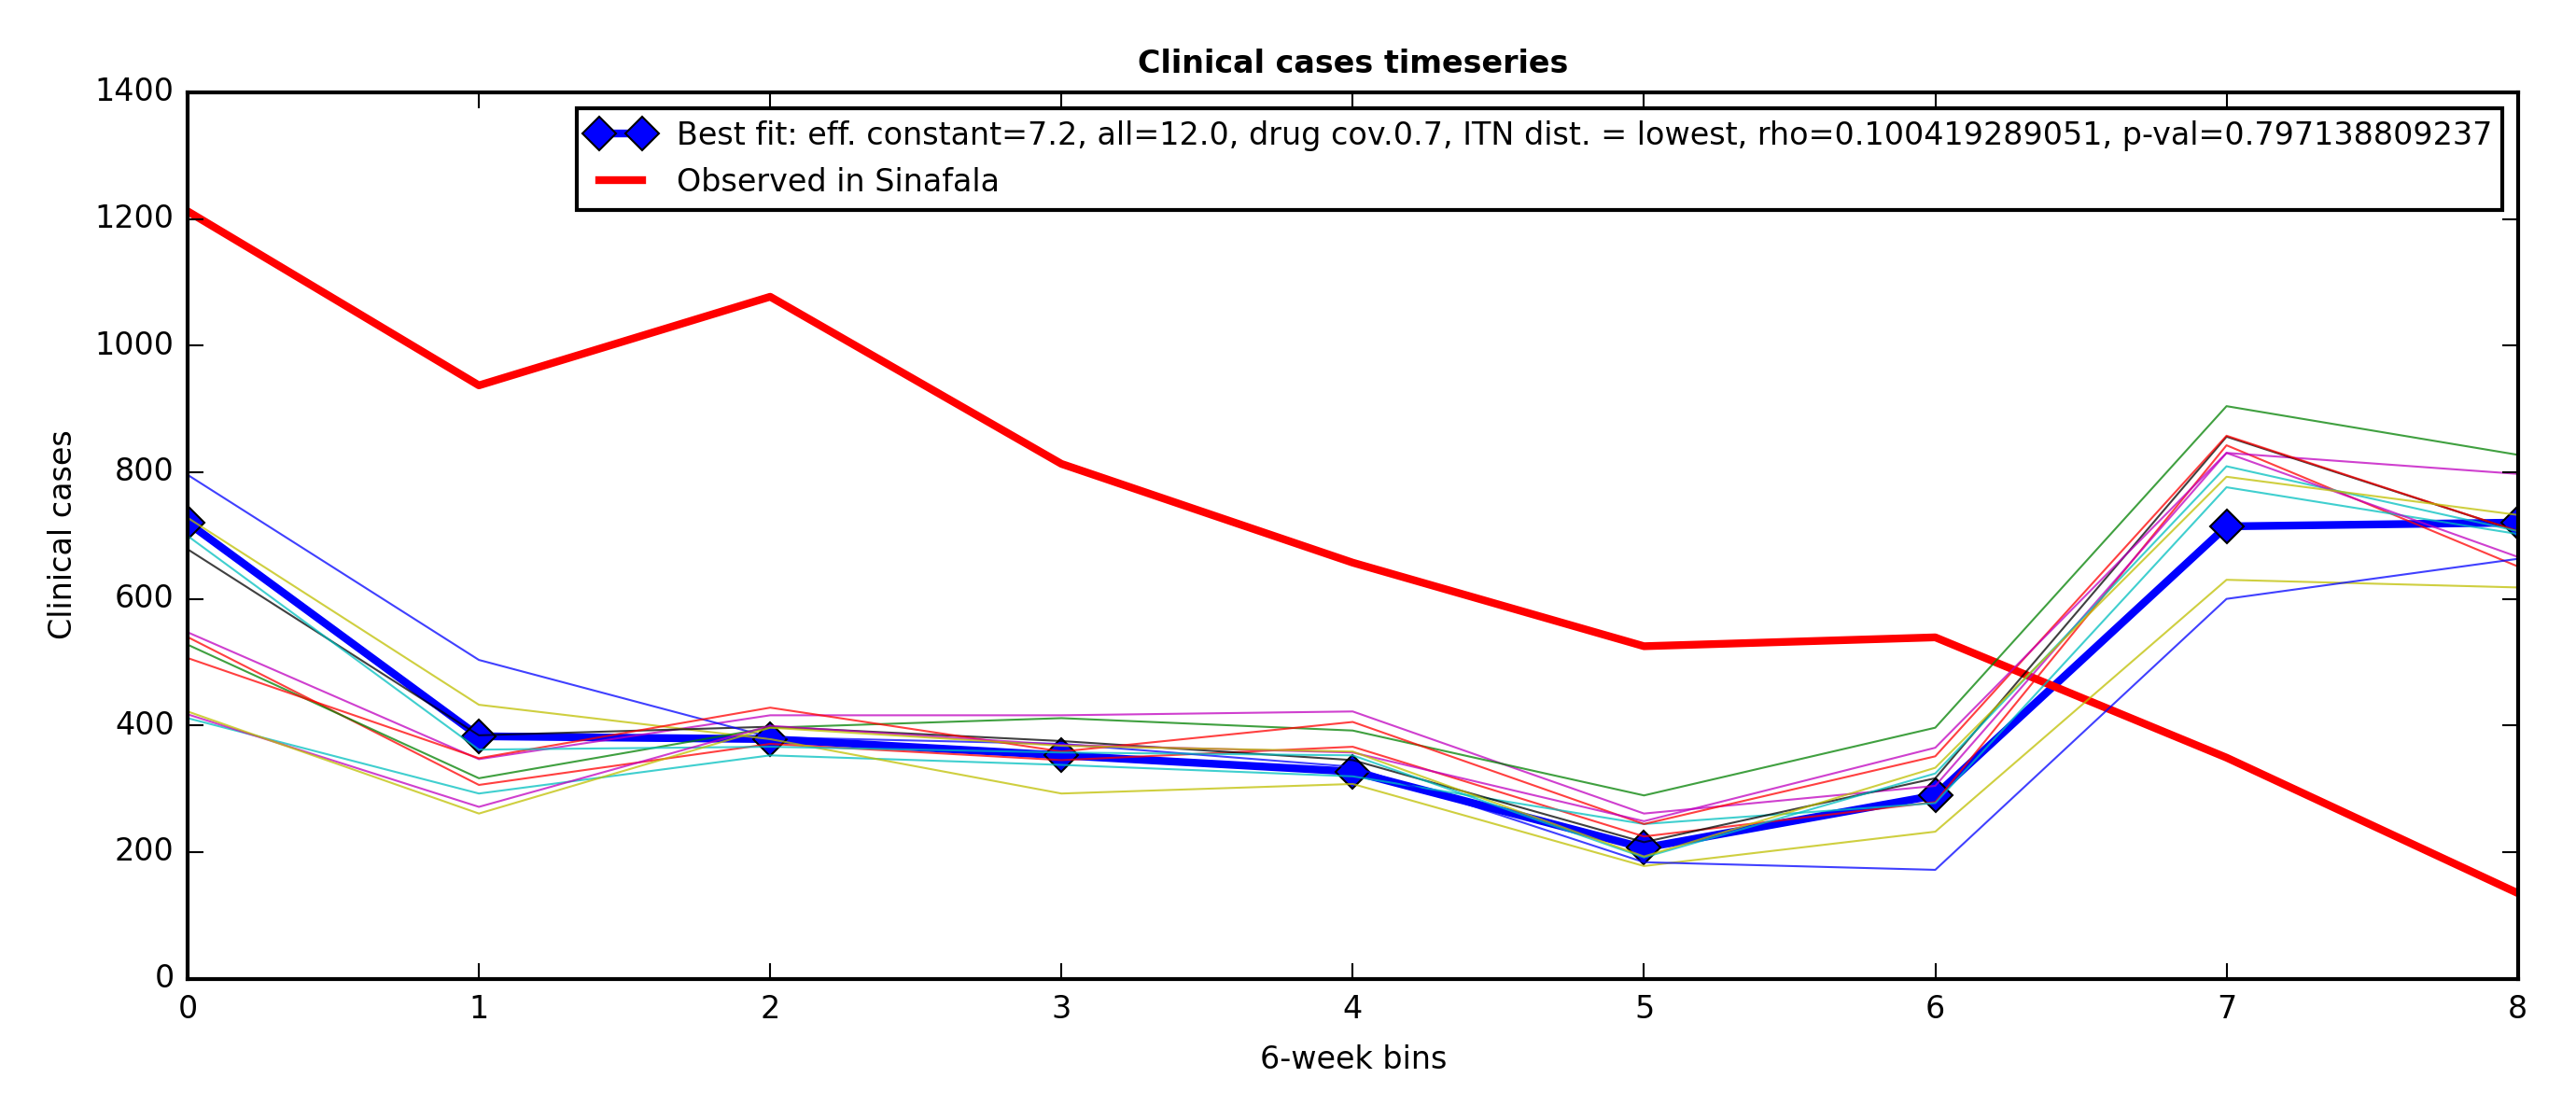 Clinical cases timeseries
1400
1200
1000
800
600
400
200
0
Clinical cases
Best fit: eff. constant=7.2, all=12.0, drug cov.0.7, ITN dist. = lowest, rho=0.100419289051, p-val=0.797138809237
Observed in Sinafala
0 1 2 3 4 5 6 7 8
6-week bins